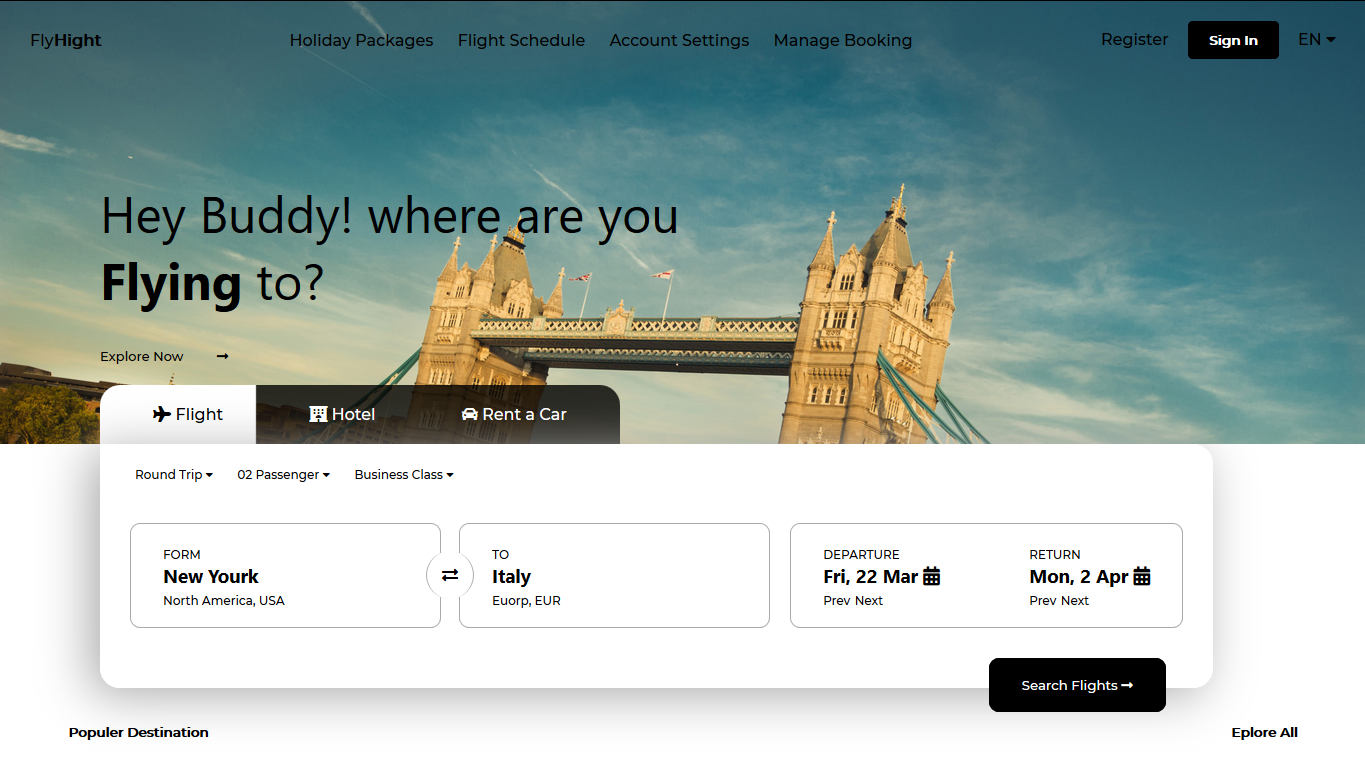 FlyHight Holiday Packages Flight Schedule Account Settings Manage Booking Register Sign In EN
Hey Buddy! where are you
Flying to?
Explore Now
Flight Hotel Rent a Car
Round Trip 02 Passenger Business Class
FORM TO DEPARTURE RETURN
New Yourk Italy Fri, 22 Mar Mon, 2 Apr
North America, USA Euorp, EUR Prev Next Prev Next
Search Flights
Populer Destination Eplore All